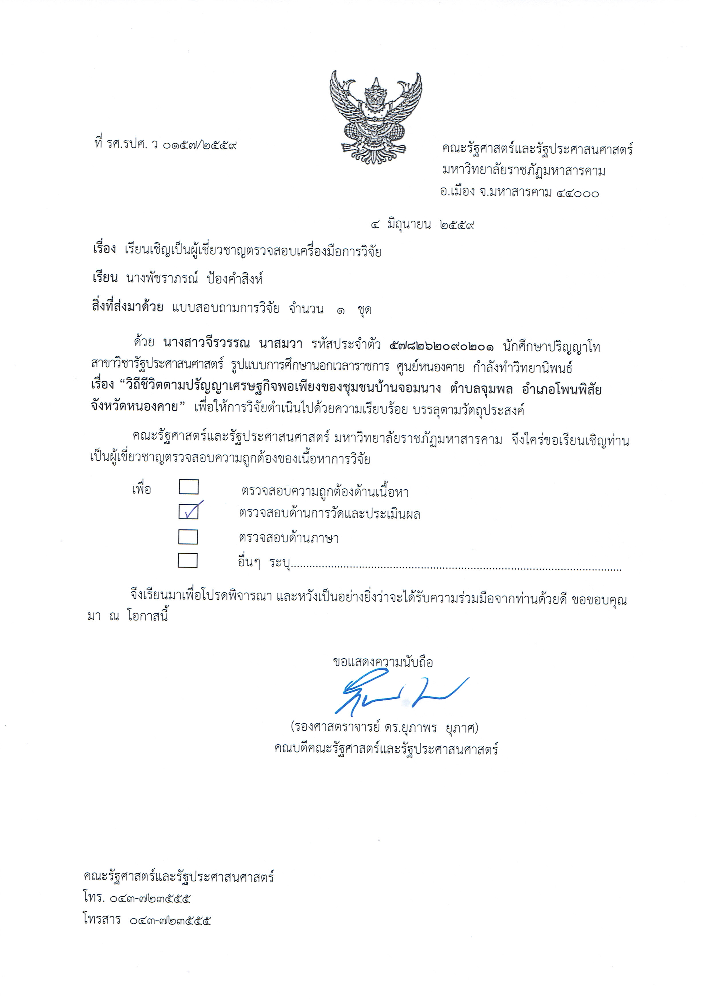 ที่ รศ.รปศ. ว ๐๑๕๗/๒๕๕๙
คณะรัฐศาสตร์และรัฐประศาสนศาสตร์
มหาวิทยาลัยราชภัฏมหาสารคาม
อ.เมือง จ.มหาสารคาม ๔๔๐๐๐
๔ มิถุนายน ๒๕๕๙
เรื่อง เรียนเชิญเป็นผู้เชี่ยวชาญตรวจสอบเครื่องมือการวิจัย
เรียน นางพัชราภรณ์ ป้องคำสิงห์
สิ่งที่ส่งมาด้วย แบบสอบถามการวิจัย จำนวน ๑ ชุด
ด้วย นางสาวจีรวรรณ นาสมวา รหัสประจำตัว ๕๗๘๒๖๒๐๙๐๒๐๑ นักศึกษาปริญญาโท
สาขาวิชารัฐประศาสนศาสตร์ รูปแบบการศึกษานอกเวลาราชการ ศูนย์หนองคาย กำลังทำวิทยานิพนธ์
เรื่อง “วิถีชีวิตตามปรัญญาเศรษฐกิจพอเพียงของชุมชนบ้านจอมนาง ตำบลจุมพล อำเภอโพนพิสัย
จังหวัดหนองคาย” เพื่อให้การวิจัยดำเนินไปด้วยความเรียบร้อย บรรลุตามวัตถุประสงค์
คณะรัฐศาสตร์และรัฐประศาสนศาสตร์ มหาวิทยาลัยราชภัฏมหาสารคาม จึงใคร่ขอเรียนเชิญท่าน
เป็นผู้เชี่ยวชาญตรวจสอบความถูกต้องของเนื้อหาการวิจัย
เพื่อ ตรวจสอบความถูกต้องด้านเนื้อหา
✓ ตรวจสอบด้านการวัดและประเมินผล
ตรวจสอบด้านภาษา
อื่นๆ ระบุ..........................................................................................................
จึงเรียนมาเพื่อโปรดพิจารณา และหวังเป็นอย่างยิ่งว่าจะได้รับความร่วมมือจากท่านด้วยดี ขอขอบคุณ
มา ณ โอกาสนี้
ขอแสดงความนับถือ
(รองศาสตราจารย์ ดร.ยุภาพร ยุภาศ)
คณบดีคณะรัฐศาสตร์และรัฐประศาสนศาสตร์
คณะรัฐศาสตร์และรัฐประศาสนศาสตร์
โทร. ๐๔๓-๗๒๓๕๕๕
โทรสาร ๐๔๓-๗๒๓๕๕๕